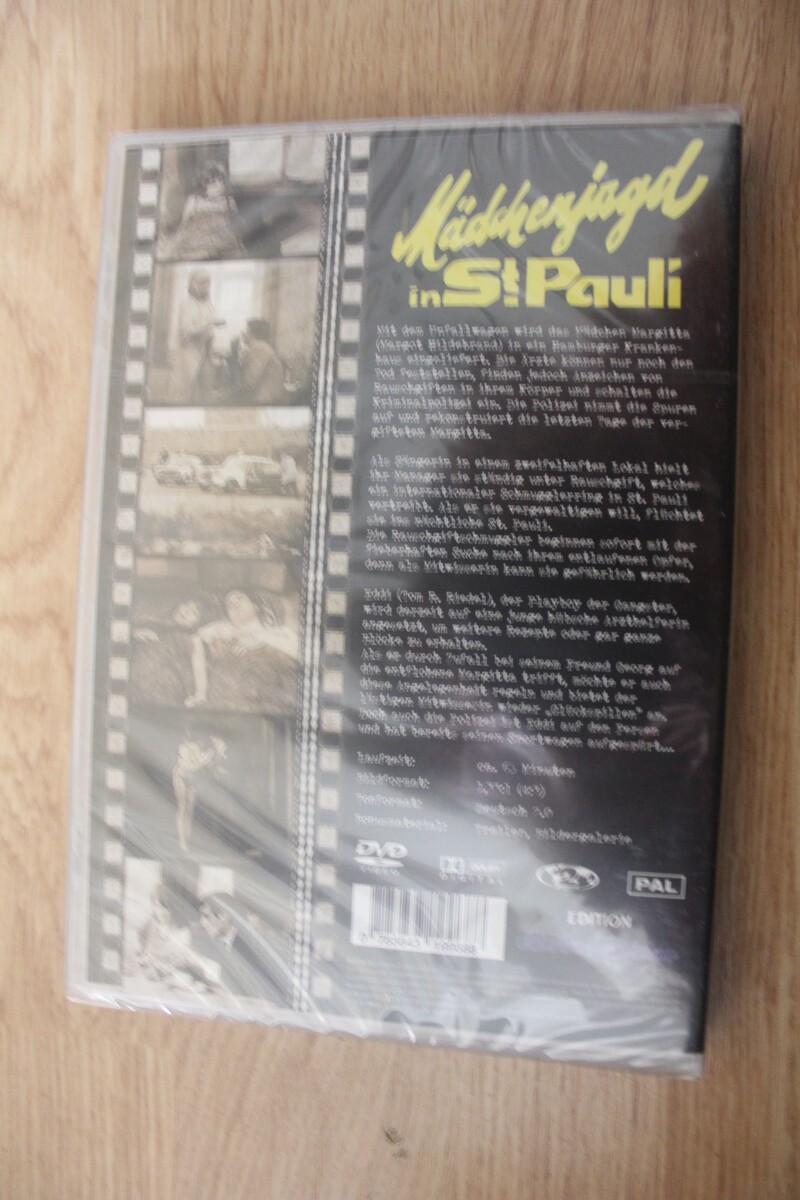 Mädchenjagd
in St. Pauli
Mit dem Unfallwagen wird das Mädchen Margitta
(Margot Hildebrand) in ein Hamburger Kranken-
haus eingeliefert. Die Ärzte können nur noch den
Tod feststellen, finden jedoch Anzeichen von
Rauschgiften in ihrem Körper und schalten die
Kriminalpolizei ein. Die Polizei nimmt die Spuren
auf und rekonstruiert die letzten Tage der ver-
gifteten Margitta.
Als Sängerin in einem zweifelhaften Lokal hielt
ihr Manager sie ständig unter Rauschgift, welches
ein internationaler Schmugglerring in St. Pauli
vertreibt. Als er sie vergewaltigen will, flüchtet
sie ins nächtliche St. Pauli.
Die Rauschgiftschmuggler beginnen sofort mit der
fieberhaften Suche nach ihrem entlaufenen Opfer,
denn als Mitwisserin kann sie gefährlich werden.
Eddi (Tom R. Riedel), der Playboy der Gangster,
wird derzeit auf eine junge hübsche Arzthelferin
angesetzt, um weitere Rezepte oder gar ganze
Blöcke zu erhalten.
Als er durch Zufall bei seinem Freund Georg auf
die entflohene Margitta trifft, möchte er auch
diese Angelegenheit regeln und bietet der
lästigen Mitwisserin wieder „Glückspillen" an.
Doch auch die Polizei ist Eddi auf den Fersen
und hat bereits seinen Sportwagen aufgespürt...
Laufzeit: ca. Minuten
Bildformat:
Tonformat: Deutsch 2.0
Bonusmaterial: Trailer, Bildergalerie
DVD
VIDEO
DOLBY
DIGITAL
2
PAL
EDITION